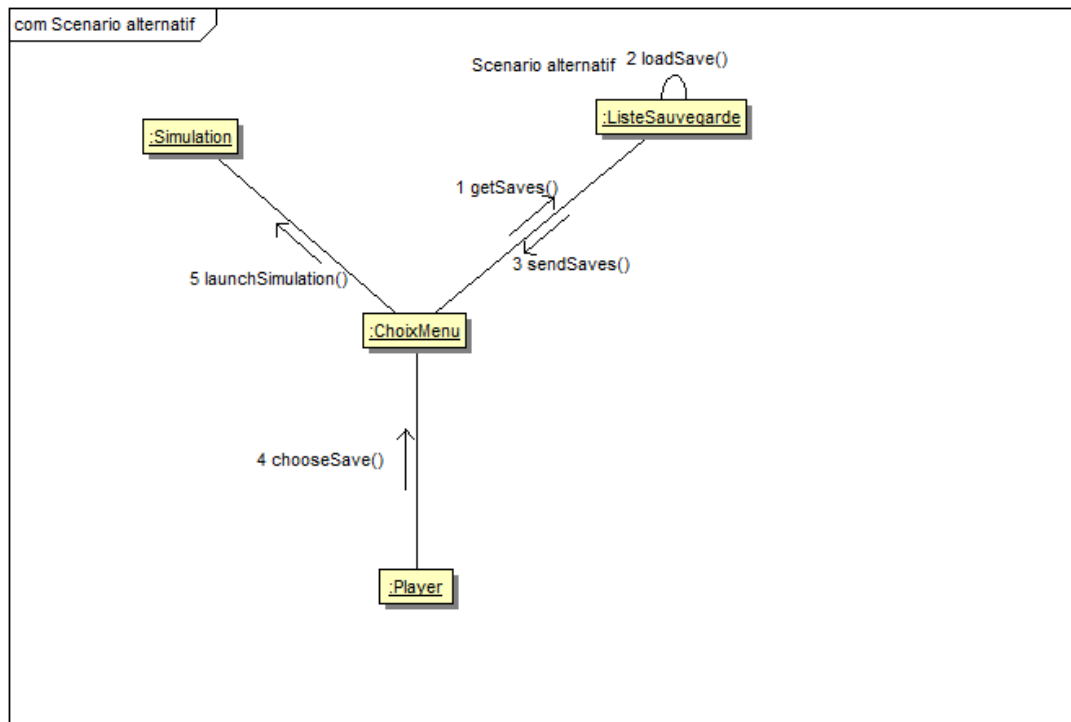 com Scenario alternatif
Scenario alternatif
2 loadSave()
:ListeSauvegarde
:Simulation
1 getSaves()
3 sendSaves()
5 launchSimulation()
:ChoixMenu
4 chooseSave()
:Player